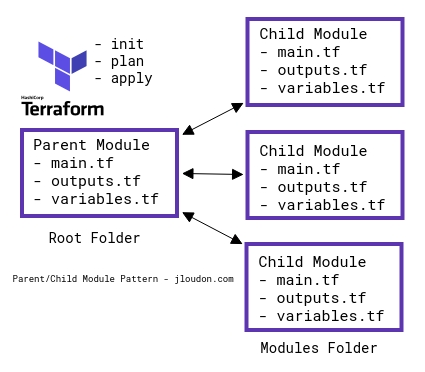 - init
- plan
- apply
HashiCorp
Terraform
Parent Module
- main.tf
- outputs.tf
- variables.tf
Root Folder
Parent/Child Module Pattern - jloudon.com
Child Module
- main.tf
- outputs.tf
- variables.tf
Child Module
- main.tf
- outputs.tf
- variables.tf
Child Module
- main.tf
- outputs.tf
- variables.tf
Modules Folder